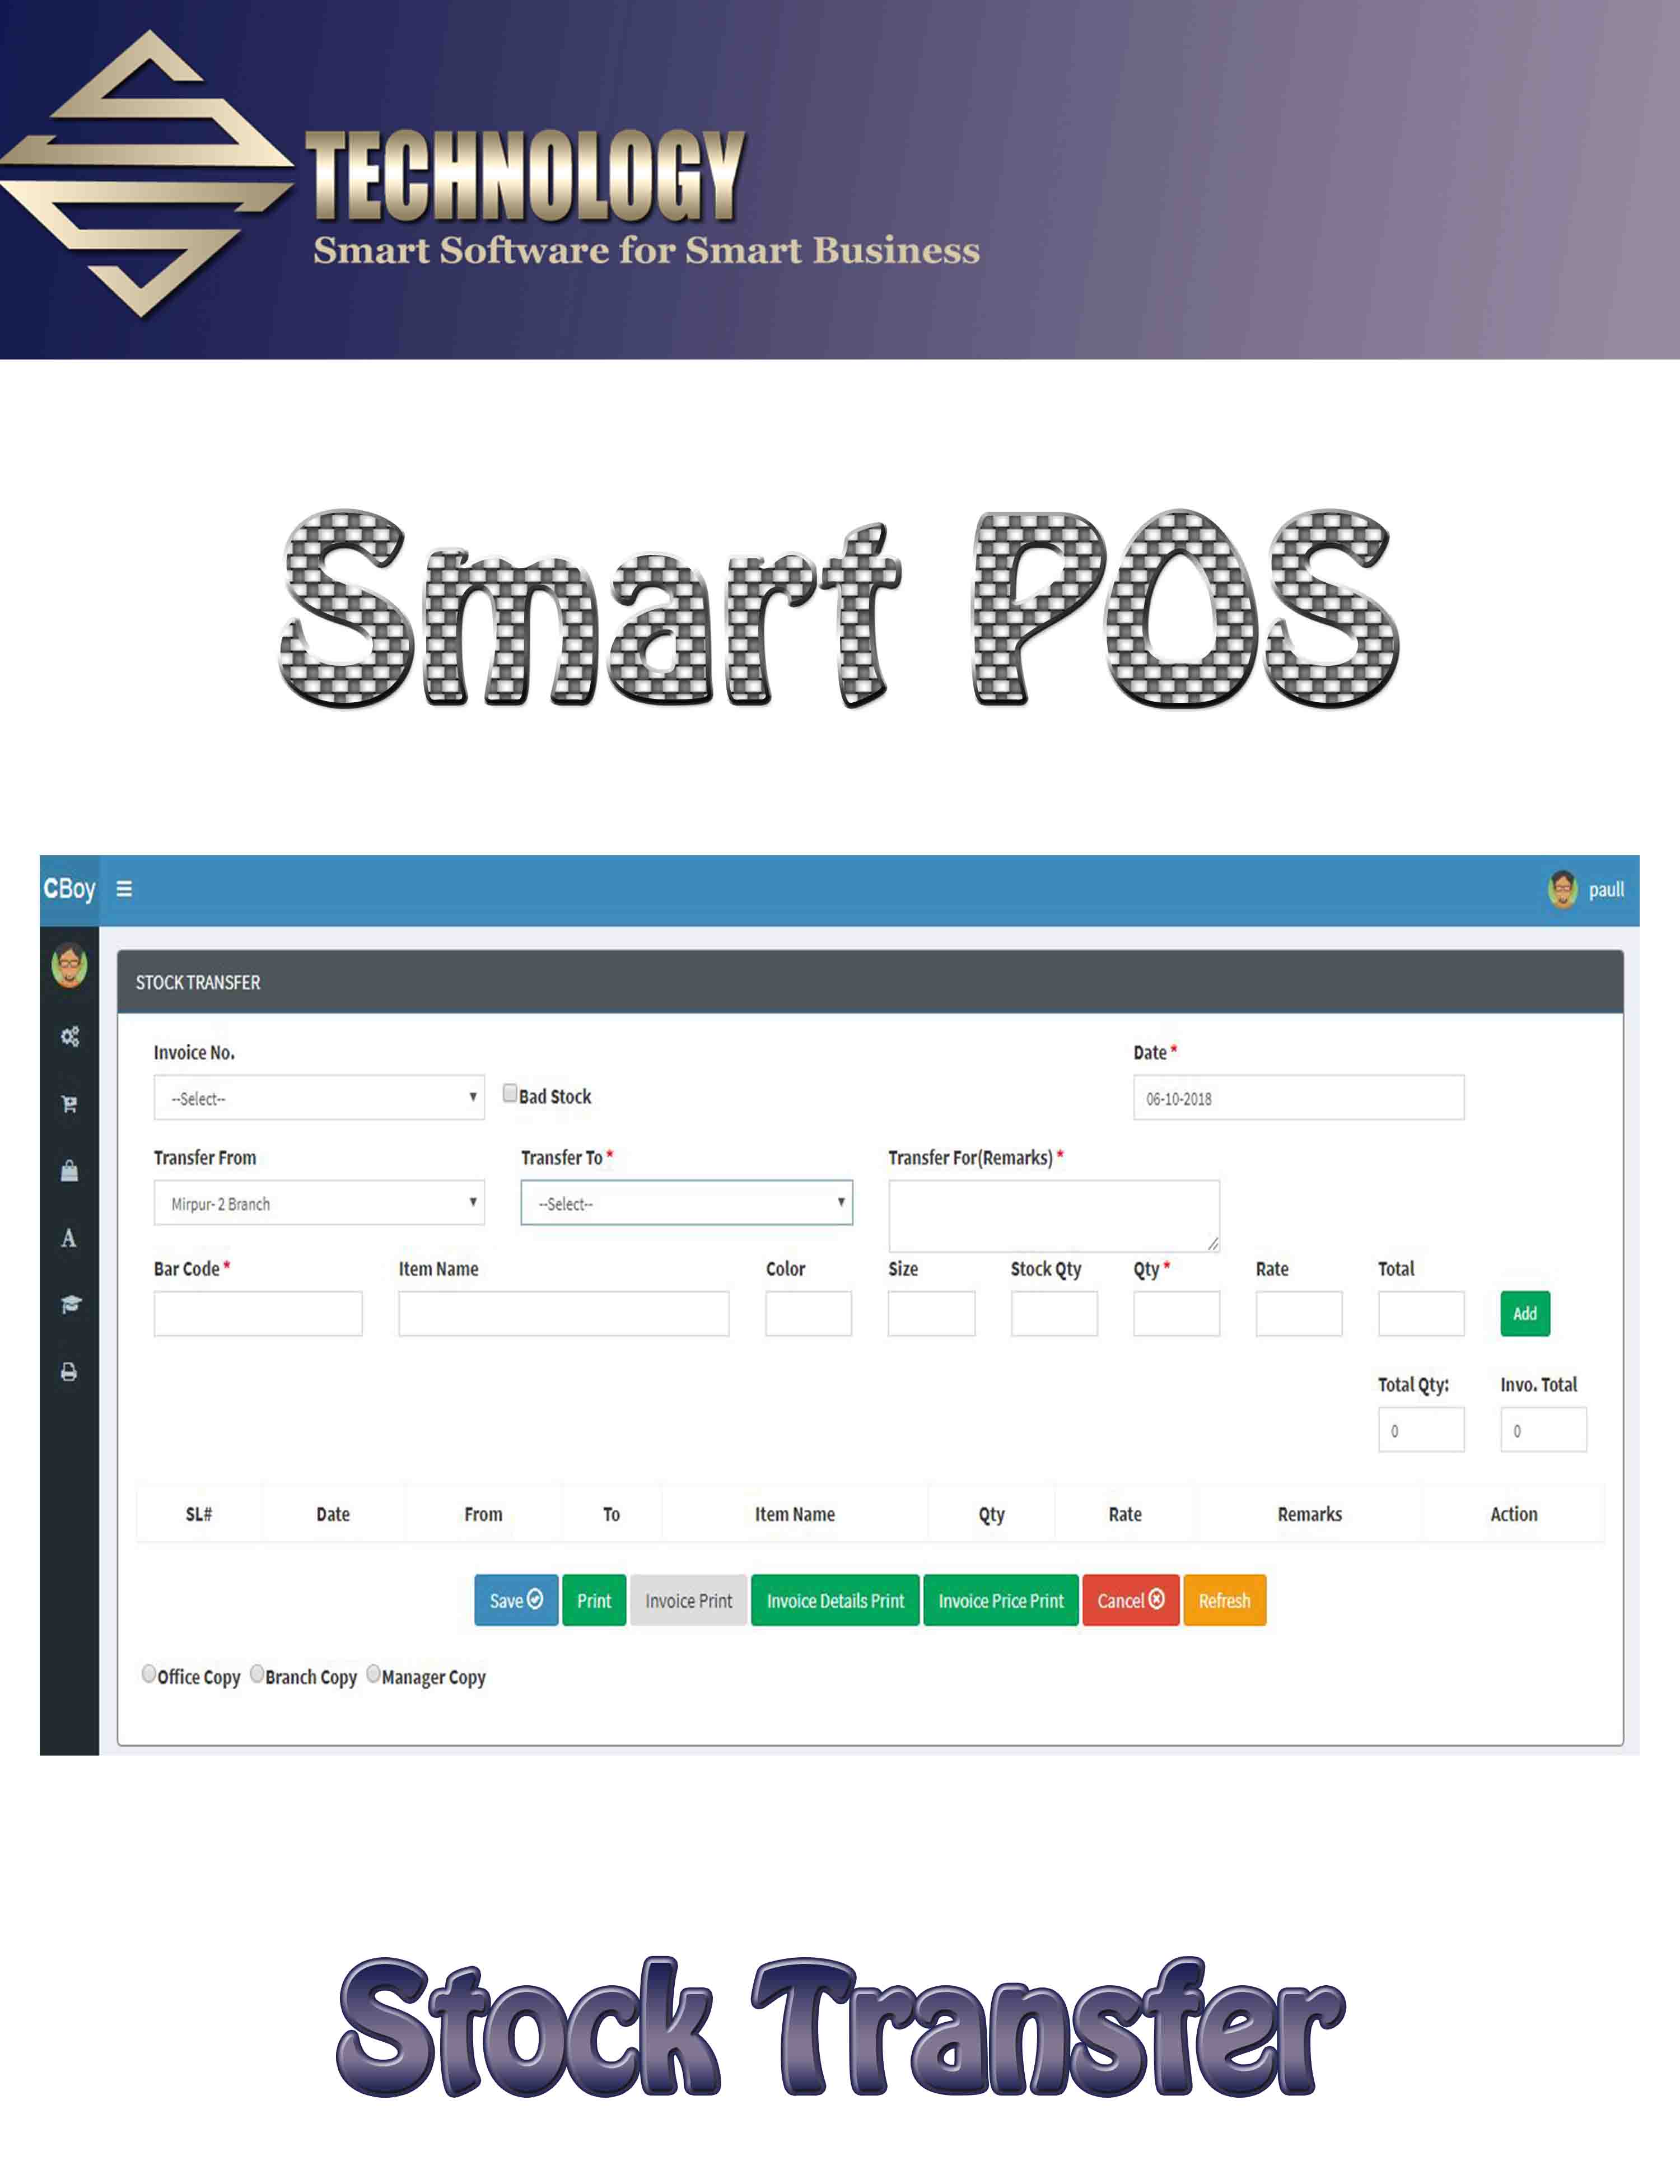 TECHNOLOGY
Smart Software for Smart Business
Smart POS
CBoy
paull
STOCK TRANSFER
Invoice No.
Date *
--Select--
Bad Stock
06-10-2018
Transfer From
Transfer To *
Transfer For(Remarks) *
Mirpur- 2 Branch
--Select--
Bar Code * Item Name Color Size Stock Qty Qty * Rate Total
Add
Total Qty: Invo. Total
0 0
SL# Date From To Item Name Qty Rate Remarks Action
Save Print Invoice Print Invoice Details Print Invoice Price Print Cancel Refresh
Office Copy Branch Copy Manager Copy
Stock Transfer